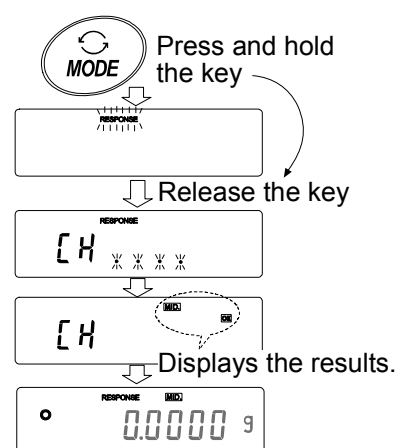 MODE
Press and hold
the key
RESPONSE
Release the key
RESPONSE
CH
MID.
OK
CH
Displays the results.
RESPONSE MID.
0.0000 g